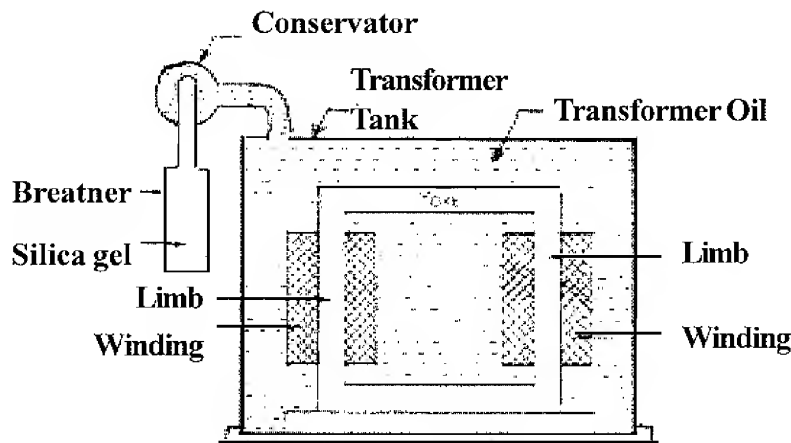 Conservator
Transformer
Tank
Transformer Oil
Breatner
Silica gel
Limb
Winding
Limb
Winding